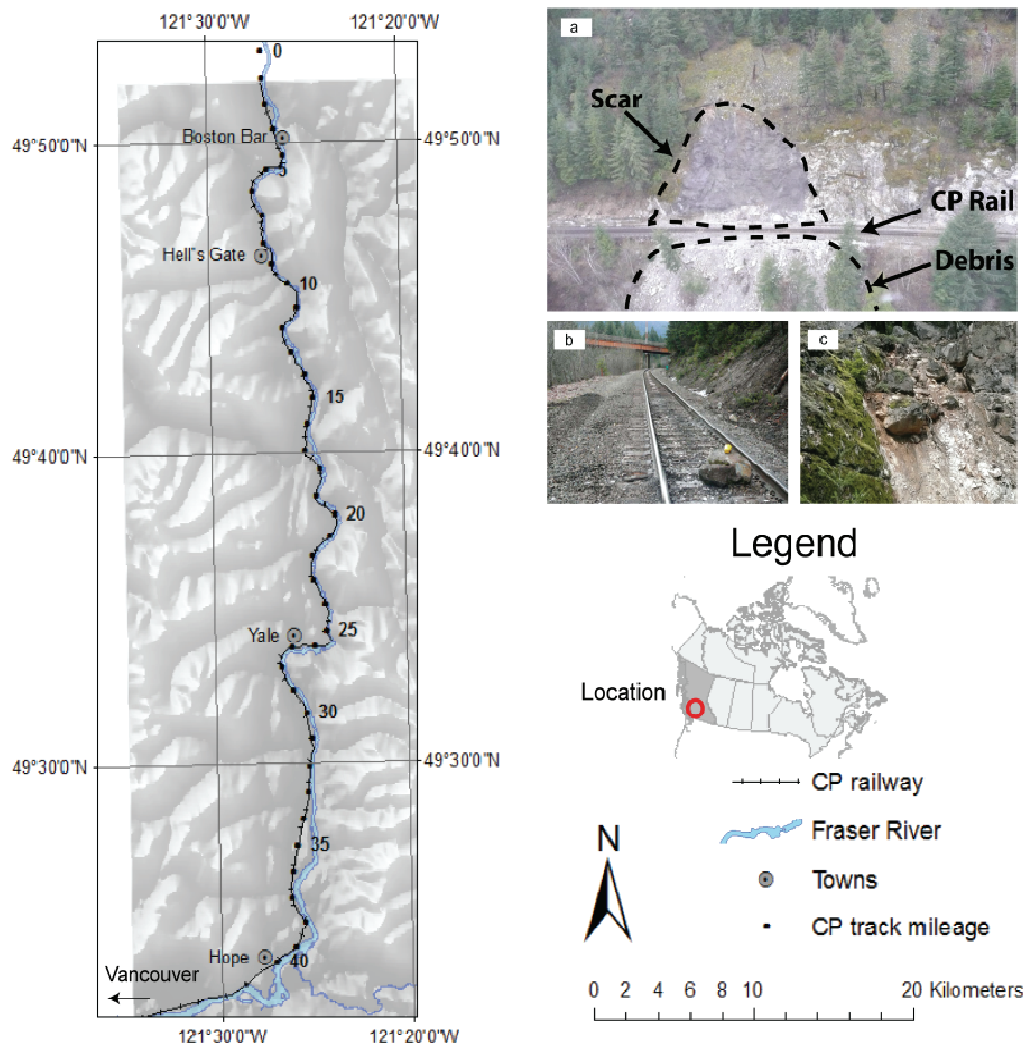 121°30'0"W
121°20'0"W
0
Boston Bar
49°50'0"N
49°50'0"N
Hell"s Gate
10
15
49°40'0"N
49°40'0"N
20
Yale
25
30
49°30'0"N
49°30'0"N
35
Hope
40
Vancouver
121°30'0"W
121°20'0"W
a
Scar
CP Rail
Debris
b
c
Legend
Location
CP railway
Fraser River
Towns
CP track mileage
N
0 2 4 6 8 10 20 Kilometers